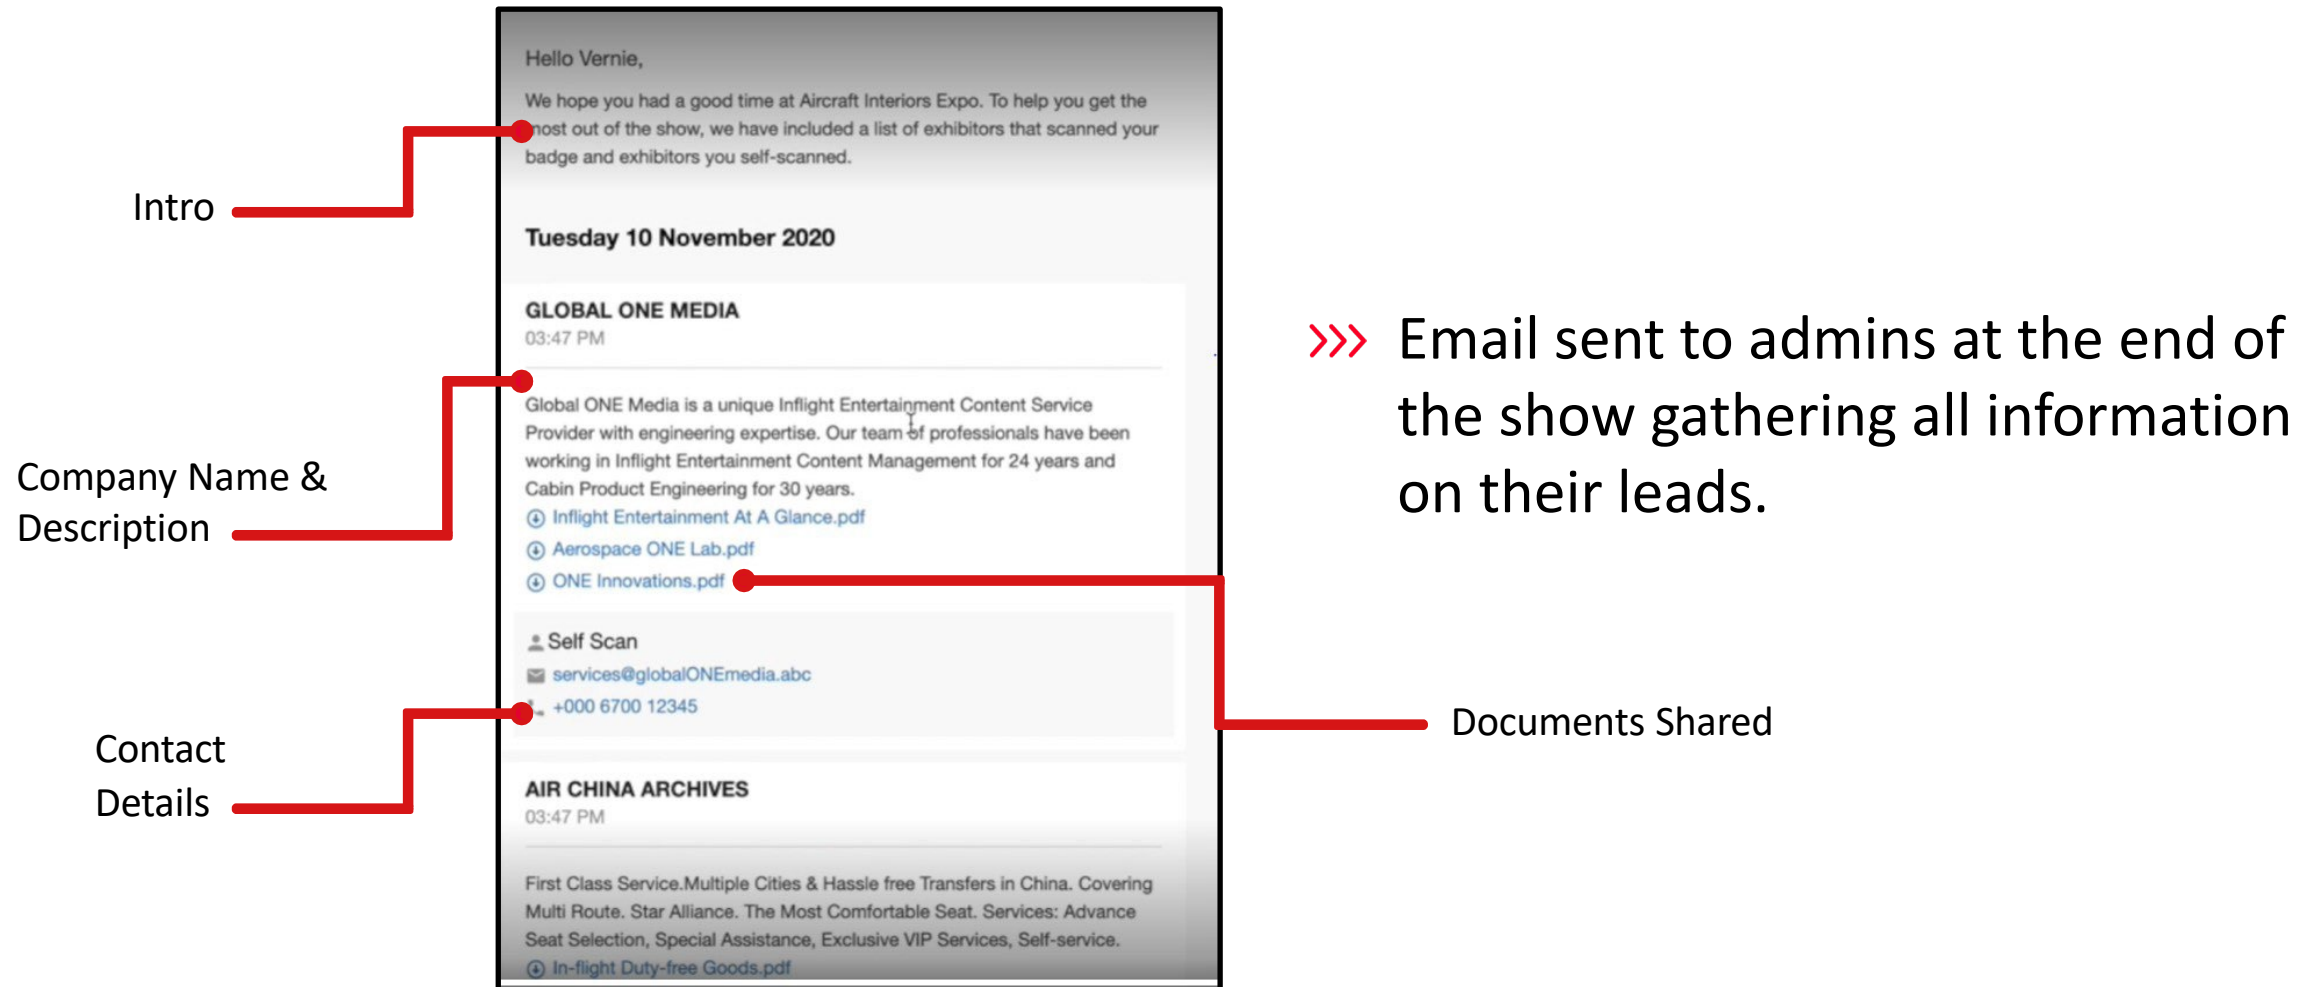 Hello Vernie,
We hope you had a good time at Aircraft Interiors Expo. To help you get the
most out of the show, we have included a list of exhibitors that scanned your
badge and exhibitors you self-scanned.
Intro
Tuesday 10 November 2020
GLOBAL ONE MEDIA
03:47 PM
Global ONE Media is a unique Inflight Entertainment Content Service
Provider with engineering expertise. Our team of professionals have been
working in Inflight Entertainment Content Management for 24 years and
Cabin Product Engineering for 30 years.
Inflight Entertainment At A Glance.pdf
Aerospace ONE Lab.pdf
ONE Innovations.pdf
Company Name &
Description
Self Scan
services@globalONEmedia.abc
+000 6700 12345
Contact
Details
AIR CHINA ARCHIVES
03:47 PM
First Class Service.Multiple Cities & Hassle free Transfers in China. Covering
Multi Route. Star Alliance. The Most Comfortable Seat. Services: Advance
Seat Selection, Special Assistance, Exclusive VIP Services, Self-service.
In-flight Duty-free Goods.pdf
Email sent to admins at the end of
the show gathering all information
on their leads.
Documents Shared